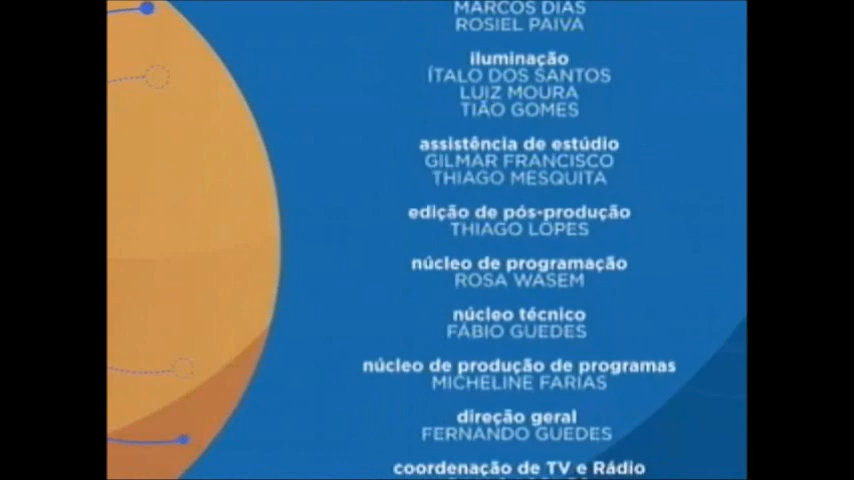 MARCOS DIAS
ROSIEL PAIVA
iluminação
ÍTALO DOS SANTOS
LUIZ MOURA
TIÃO GOMES
assistência de estúdio
GILMAR FRANCISCO
THIAGO MESQUITA
edição de pós-produção
THIAGO LOPES
núcleo de programação
ROSA WASEM
núcleo técnico
FÁBIO GUEDES
núcleo de produção de programas
MICHELINE FARIAS
direção geral
FERNANDO GUEDES
coordenação de TV e Rádio